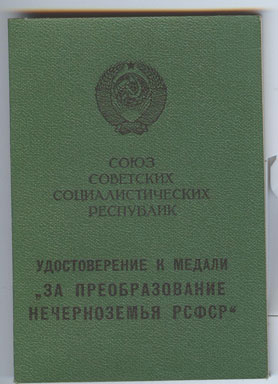 СОЮЗ
СОВЕТСКИХ
СОЦИАЛИСТИЧЕСКИХ
РЕСПУБЛИК
УДОСТОВЕРЕНИЕ К МЕДАЛИ
„ЗА ПРЕОБРАЗОВАНИЕ
НЕЧЕРНОЗЕМЬЯ РСФСР“